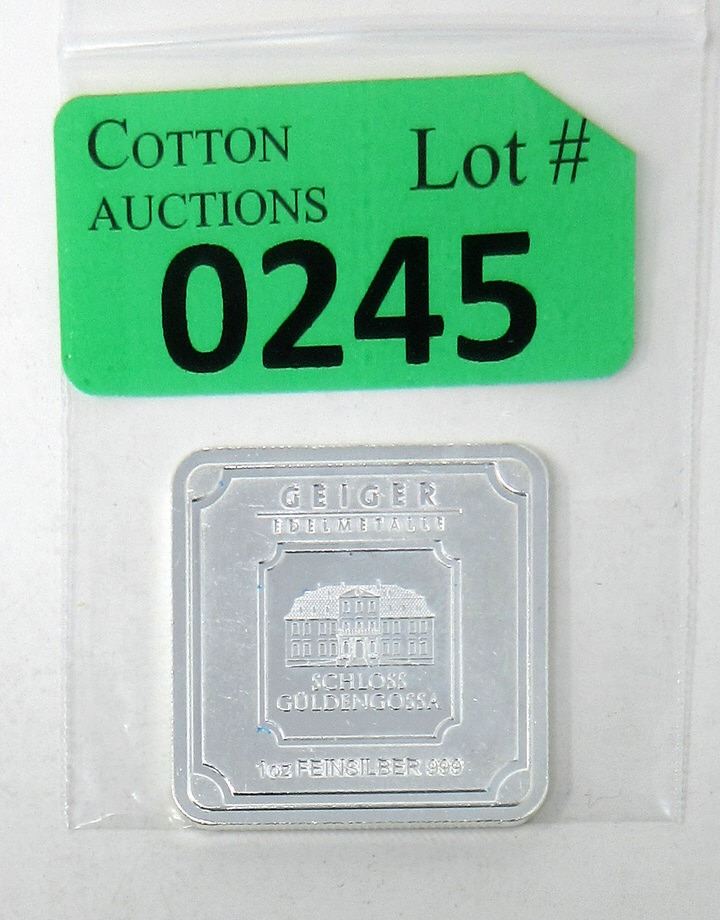 COTTON
AUCTIONS
Lot #
0245
GEIGER
EDELMETALLE
SCHLOSS
GÜLDENGOSSA
1oz FEINSILBER 999